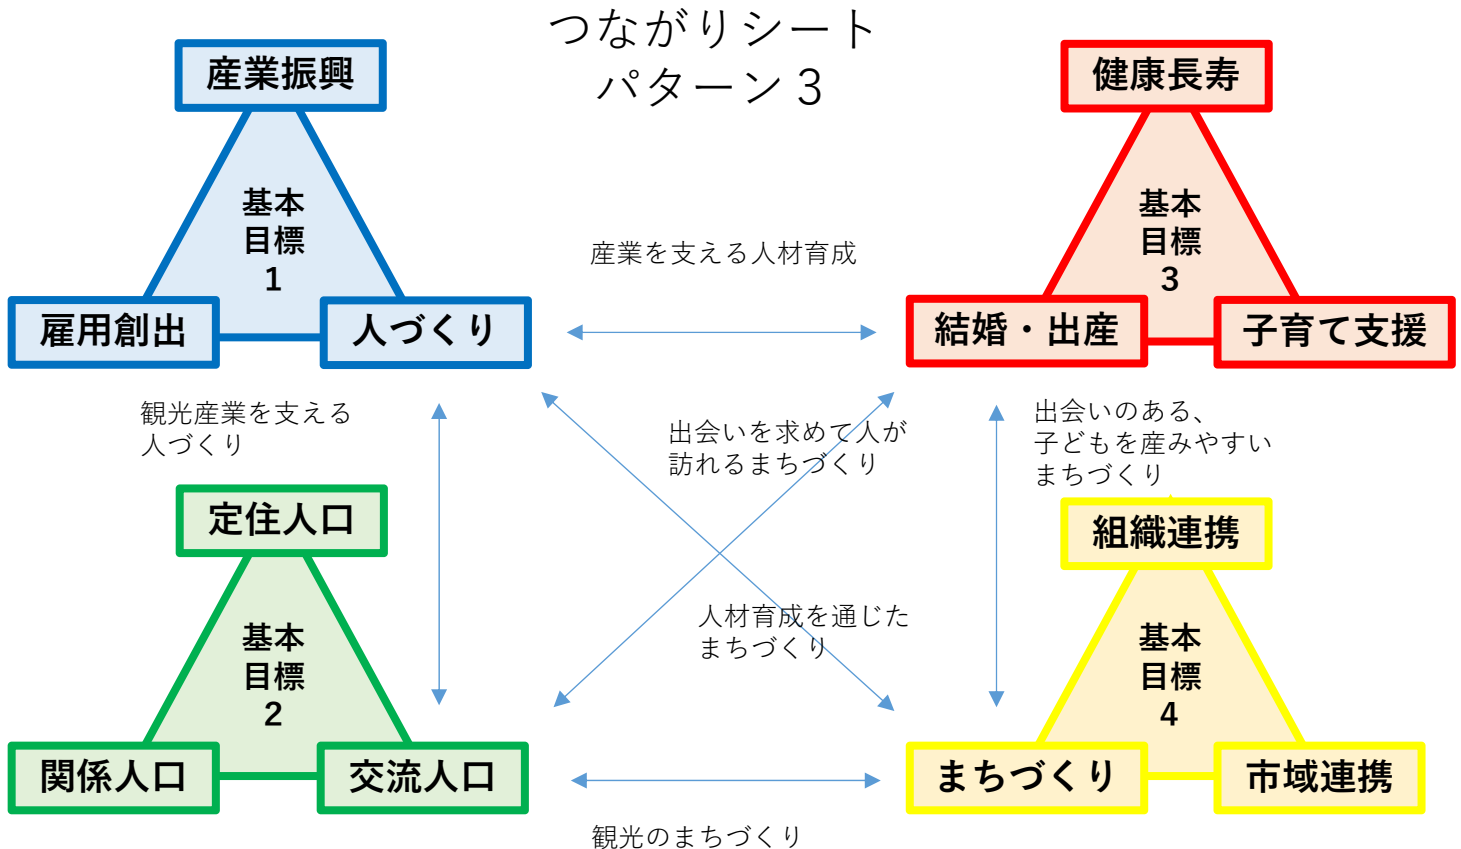 つながりシート
パターン３
産業振興
基本
目標
1
雇用創出
人づくり
健康長寿
基本
目標
3
結婚・出産
子育て支援
産業を支える人材育成
観光産業を支える
人づくり
出会いを求めて人が
訪れるまちづくり
出会いのある、
子どもを産みやすい
まちづくり
定住人口
基本
目標
2
関係人口
交流人口
人材育成を通じた
まちづくり
組織連携
基本
目標
4
まちづくり
市域連携
観光のまちづくり